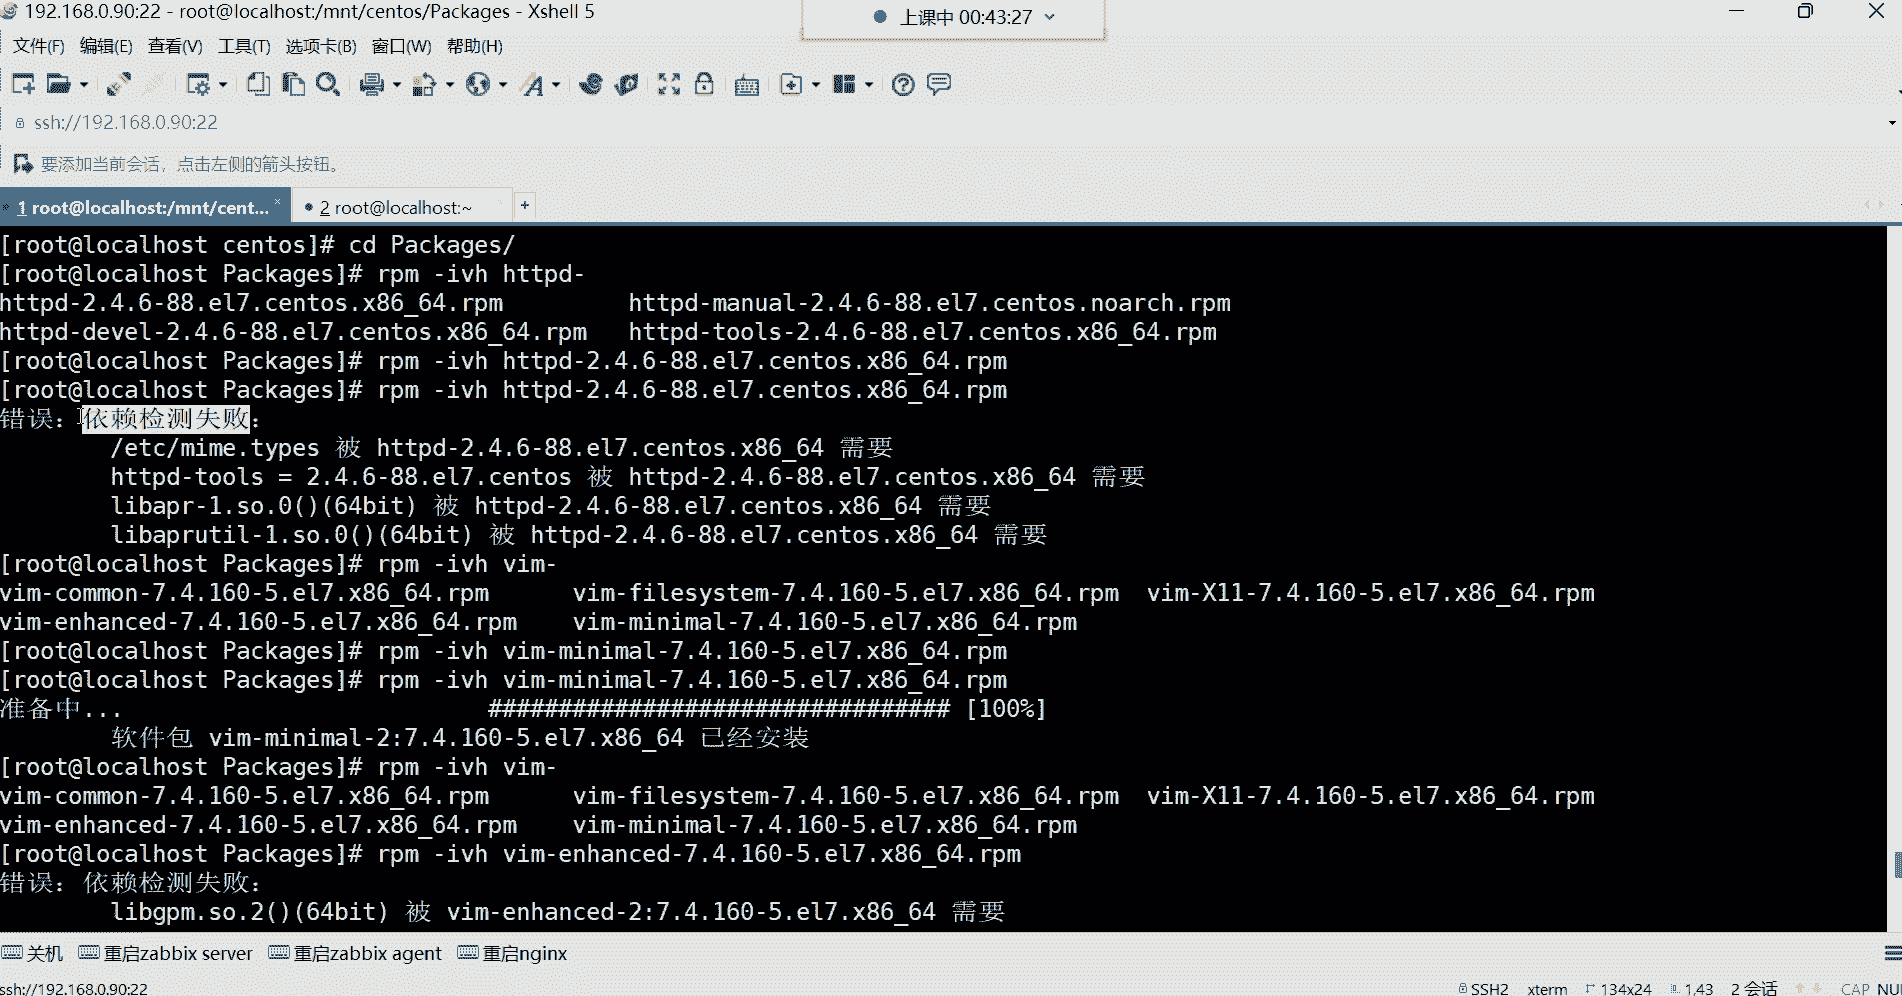 192.168.0.90:22 - root@localhost:/mnt/centos/Packages - Xshell 5
上课中 00:43:27
文件(F) 编辑(E) 查看(V) 工具(T) 选项卡(B) 窗口(W) 帮助(H)
ssh://192.168.0.90:22
要添加当前会话，点击左侧的箭头按钮。
1 root@localhost:/mnt/cent... × 2 root@localhost:~ +
[root@localhost centos]# cd Packages/
[root@localhost Packages]# rpm -ivh httpd-
httpd-2.4.6-88.el7.centos.x86_64.rpm httpd-manual-2.4.6-88.el7.centos.noarch.rpm
httpd-devel-2.4.6-88.el7.centos.x86_64.rpm httpd-tools-2.4.6-88.el7.centos.x86_64.rpm
[root@localhost Packages]# rpm -ivh httpd-2.4.6-88.el7.centos.x86_64.rpm
[root@localhost Packages]# rpm -ivh httpd-2.4.6-88.el7.centos.x86_64.rpm
错误：依赖检测失败：
/etc/mime.types 被 httpd-2.4.6-88.el7.centos.x86_64 需要
httpd-tools = 2.4.6-88.el7.centos 被 httpd-2.4.6-88.el7.centos.x86_64 需要
libapr-1.so.0()(64bit) 被 httpd-2.4.6-88.el7.centos.x86_64 需要
libaprutil-1.so.0()(64bit) 被 httpd-2.4.6-88.el7.centos.x86_64 需要
[root@localhost Packages]# rpm -ivh vim-
vim-common-7.4.160-5.el7.x86_64.rpm vim-filesystem-7.4.160-5.el7.x86_64.rpm vim-X11-7.4.160-5.el7.x86_64.rpm
vim-enhanced-7.4.160-5.el7.x86_64.rpm vim-minimal-7.4.160-5.el7.x86_64.rpm
[root@localhost Packages]# rpm -ivh vim-minimal-7.4.160-5.el7.x86_64.rpm
[root@localhost Packages]# rpm -ivh vim-minimal-7.4.160-5.el7.x86_64.rpm
准备中... ################################# [100%]
软件包 vim-minimal-2:7.4.160-5.el7.x86_64 已经安装
[root@localhost Packages]# rpm -ivh vim-
vim-common-7.4.160-5.el7.x86_64.rpm vim-filesystem-7.4.160-5.el7.x86_64.rpm vim-X11-7.4.160-5.el7.x86_64.rpm
vim-enhanced-7.4.160-5.el7.x86_64.rpm vim-minimal-7.4.160-5.el7.x86_64.rpm
[root@localhost Packages]# rpm -ivh vim-enhanced-7.4.160-5.el7.x86_64.rpm
错误：依赖检测失败：
libgpm.so.2()(64bit) 被 vim-enhanced-2:7.4.160-5.el7.x86_64 需要
关机 重启zabbix server 重启zabbix agent 重启nginx
ssh://192.168.0.90:22 SSH2 xterm 134x24 1,43 2 会话 CAP NU